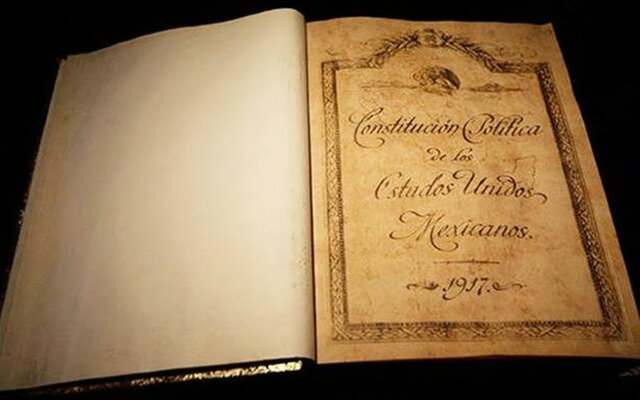 Constitución Política
de los
Estados Unidos
Mexicanos.
1917.